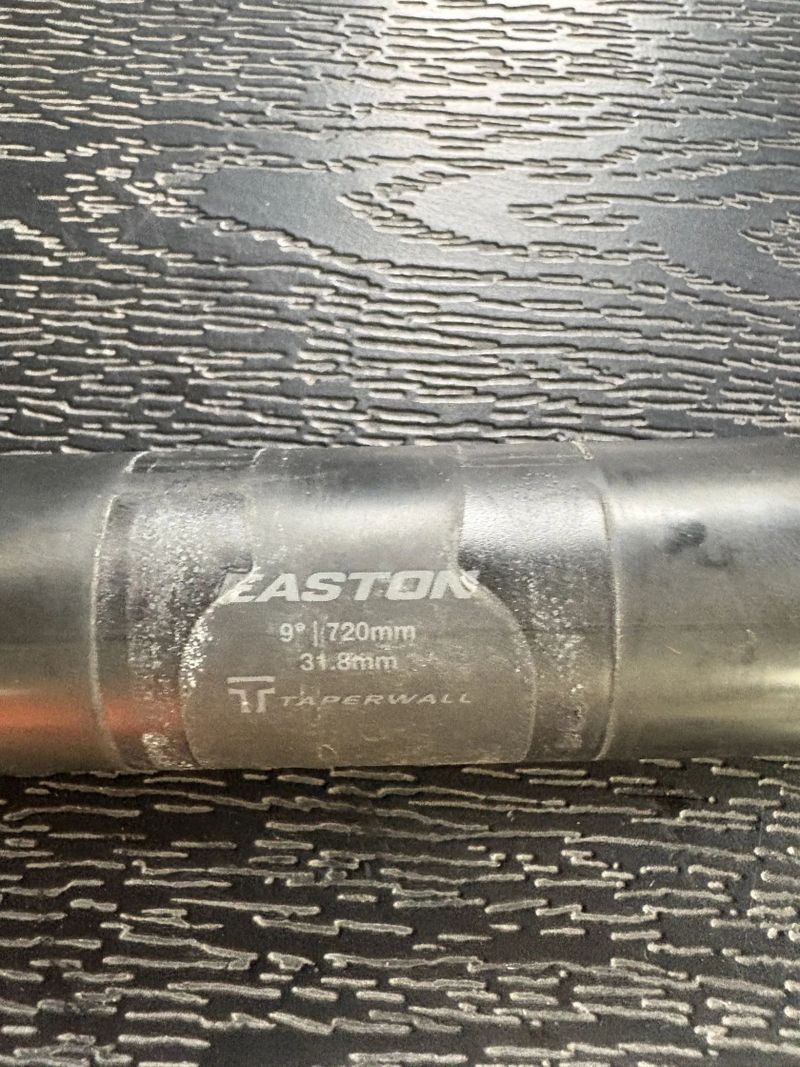 EASTON
9° | 720mm
31.8mm
TAPERWALL